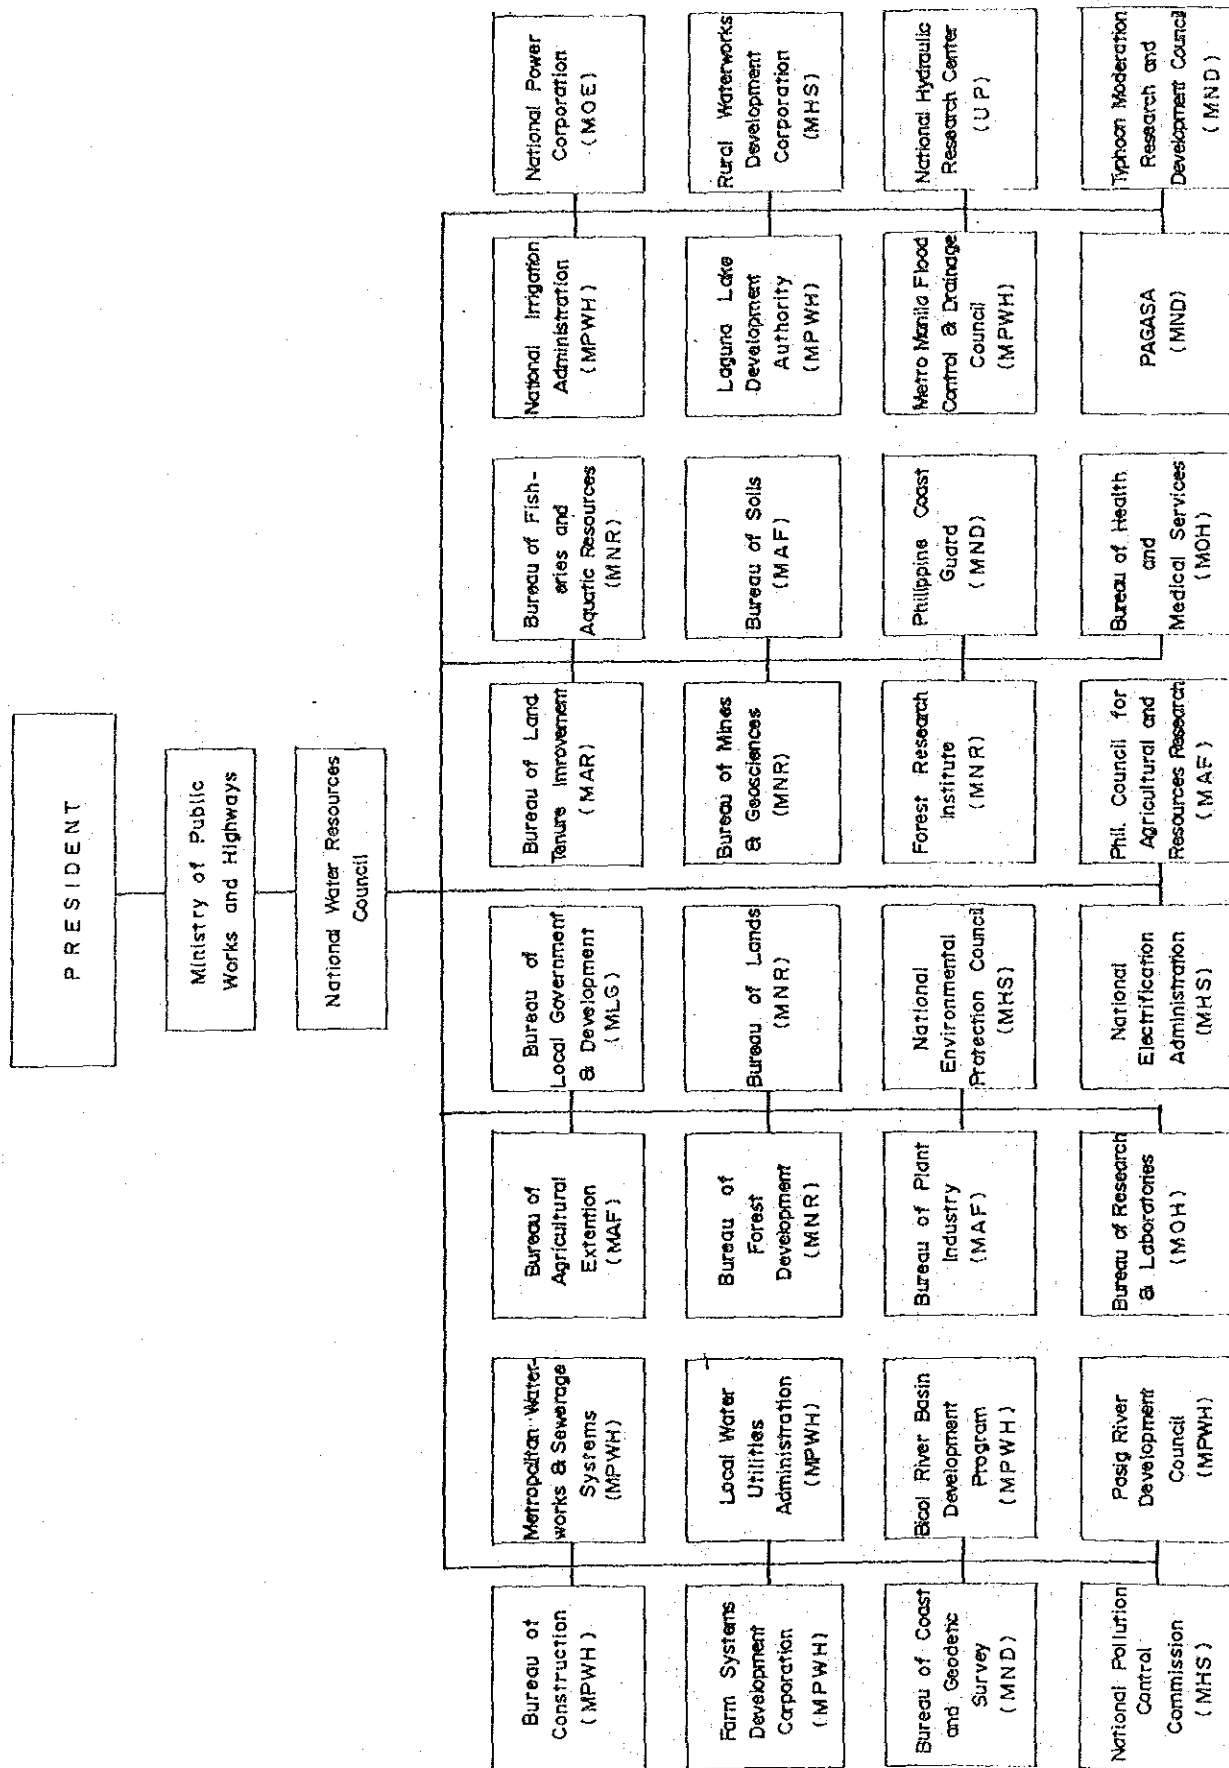 PRESIDENT
Ministry of Public
Works and Highways
National Water Resources
Council
Bureau of
Construction
(MPWH)
Metropolitan Water-
works & Sewerage
Systems
(MPWH)
Bureau of
Agricultural
Extention
(MAF)
Bureau of
Local Government
& Development
(MLG)
Bureau of Land
Tenure Imrovement
(MAR)
Bureau of Fish-
eries and
Aquatic Resources
(MNR)
National Irrigation
Administration
(MPWH)
National Power
Corporation
(MOE)
Farm Systems
Development
Corporation
(MPWH)
Local Water
Utilities
Administration
(MPWH)
Bureau of
Forest
Development
(MNR)
Bureau of Lands
(MNR)
Bureau of Mines
& Geosciences
(MNR)
Bureau of Soils
(MAF)
Laguna Lake
Development
Authority
(MPWH)
Rural Waterworks
Development
Corporation
(MHS)
Bureau of Coast
and Geodetic
Survey
(MND)
Bicol River Basin
Development
Program
(MPWH)
Bureau of Plant
Industry
(MAF)
National
Environmental
Protection Council
(MHS)
Forest Research
Institute
(MNR)
Philippine Coast
Guard
(MND)
Metro Manila Flood
Control & Drainage
Council
(MPWH)
National Hydraulic
Research Center
(UP)
National Pollution
Control
Commission
(MHS)
Pasig River
Development
Council
(MPWH)
Bureau of Research
& Laboratories
(MOH)
National
Electrification
Administration
(MHS)
Phil. Council for
Agricultural and
Resources Research
(MAF)
Bureau of Health
and
Medical Services
(MOH)
PAGASA
(MND)
Typhoon Moderation
Research and
Development Council
(MND)